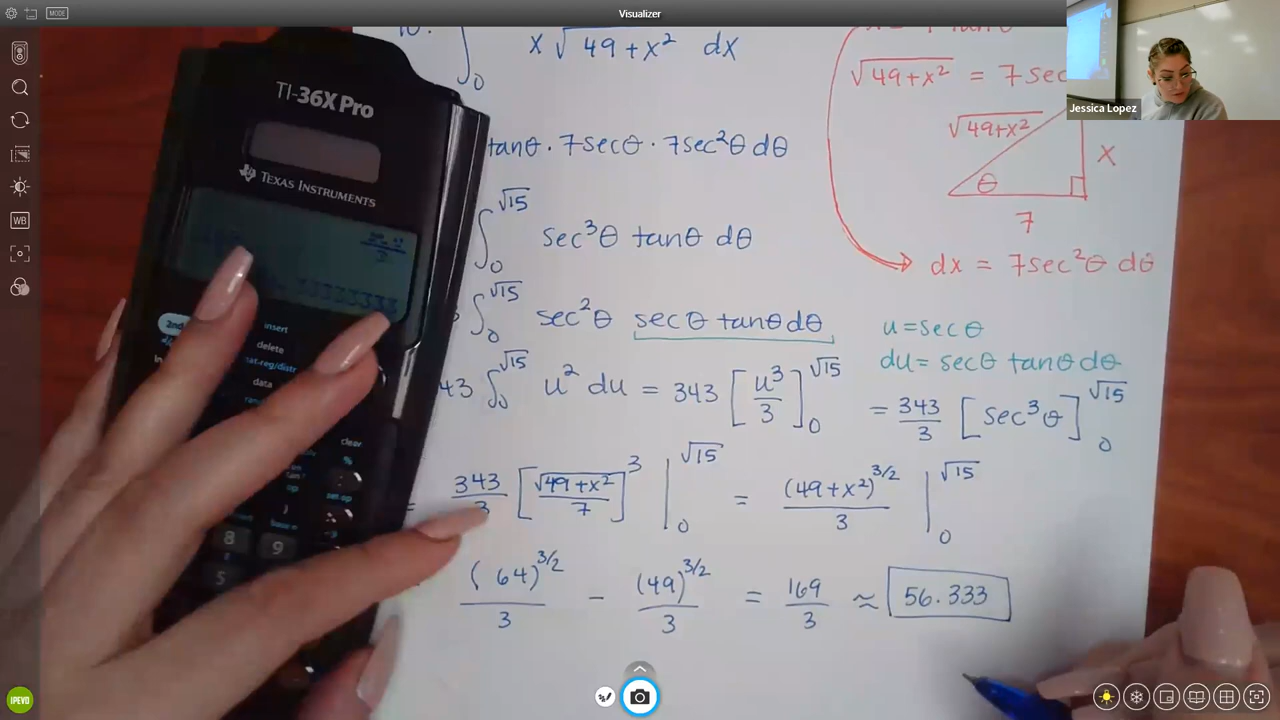 MODE
Visualizer
Jessica Lopez
∫₀ x √49+x² dx
√49+x² = 7sec
√49+x²
x
θ
7
dx = 7sec²θ dθ
tanθ · 7secθ · 7sec²θ dθ
∫₀^√15 sec³θ tanθ dθ
∫₀^√15 sec²θ secθ tanθ dθ
u = secθ
du = secθ tanθ dθ
43 ∫₀^√15 u² du = 343 [u³/3]₀^√15 = 343/3 [sec³θ]₀^√15
= 343/3 [√49+x²/7]³ |₀^√15 = (49+x²)^3/2 / 3 |₀^√15
(64)^3/2 / 3 − (49)^3/2 / 3 = 169/3 ≈ 56.333
TI-36X Pro
TEXAS INSTRUMENTS
2nd
insert
delete
data
clear
%
8
9
5
WB
IPEVO